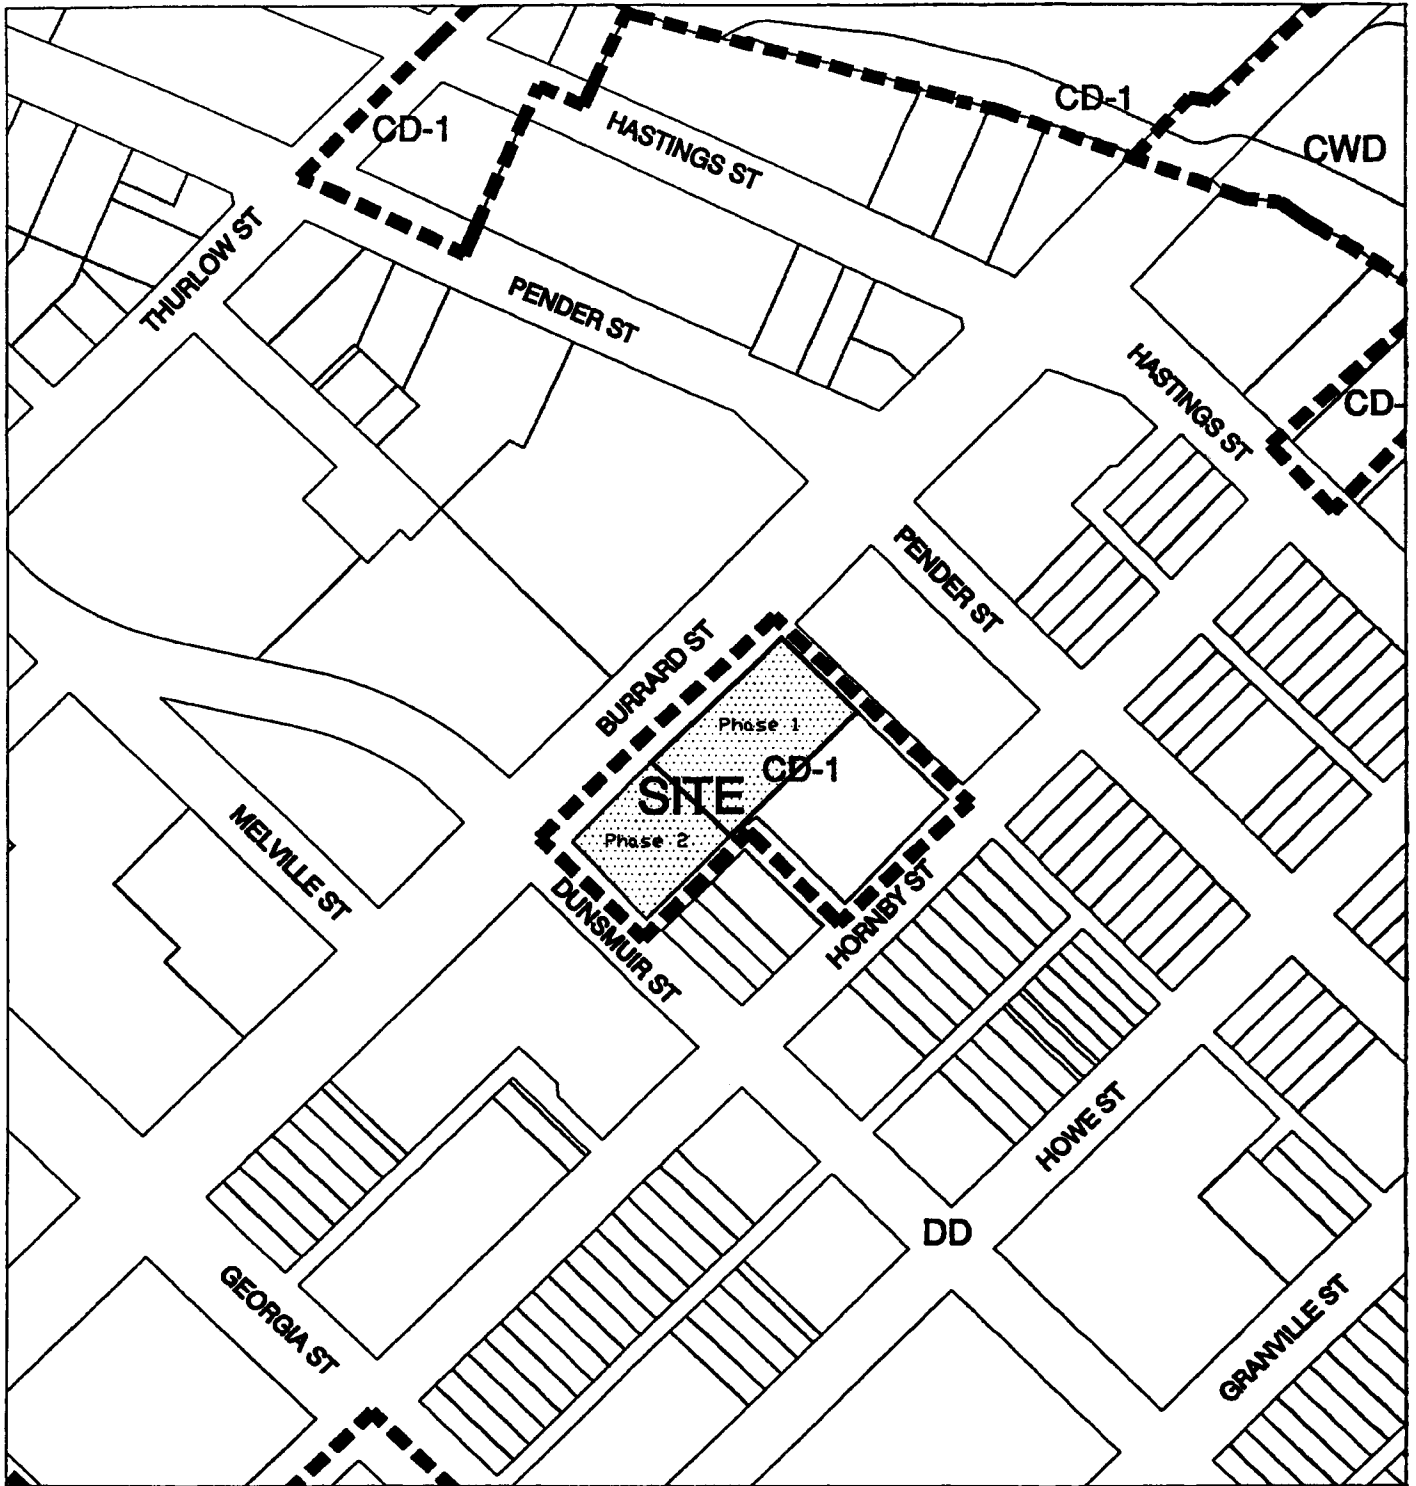 CD-1
CD-1
HASTINGS ST
CWD
THURLOW ST
PENDER ST
HASTINGS ST
CD-
PENDER ST
BURRARD ST
Phase 1
CD-1
SITE
Phase 2
MELVILLE ST
DUNSMUIR ST
HORNBY ST
HOWE ST
DD
GEORGIA ST
GRANVILLE ST